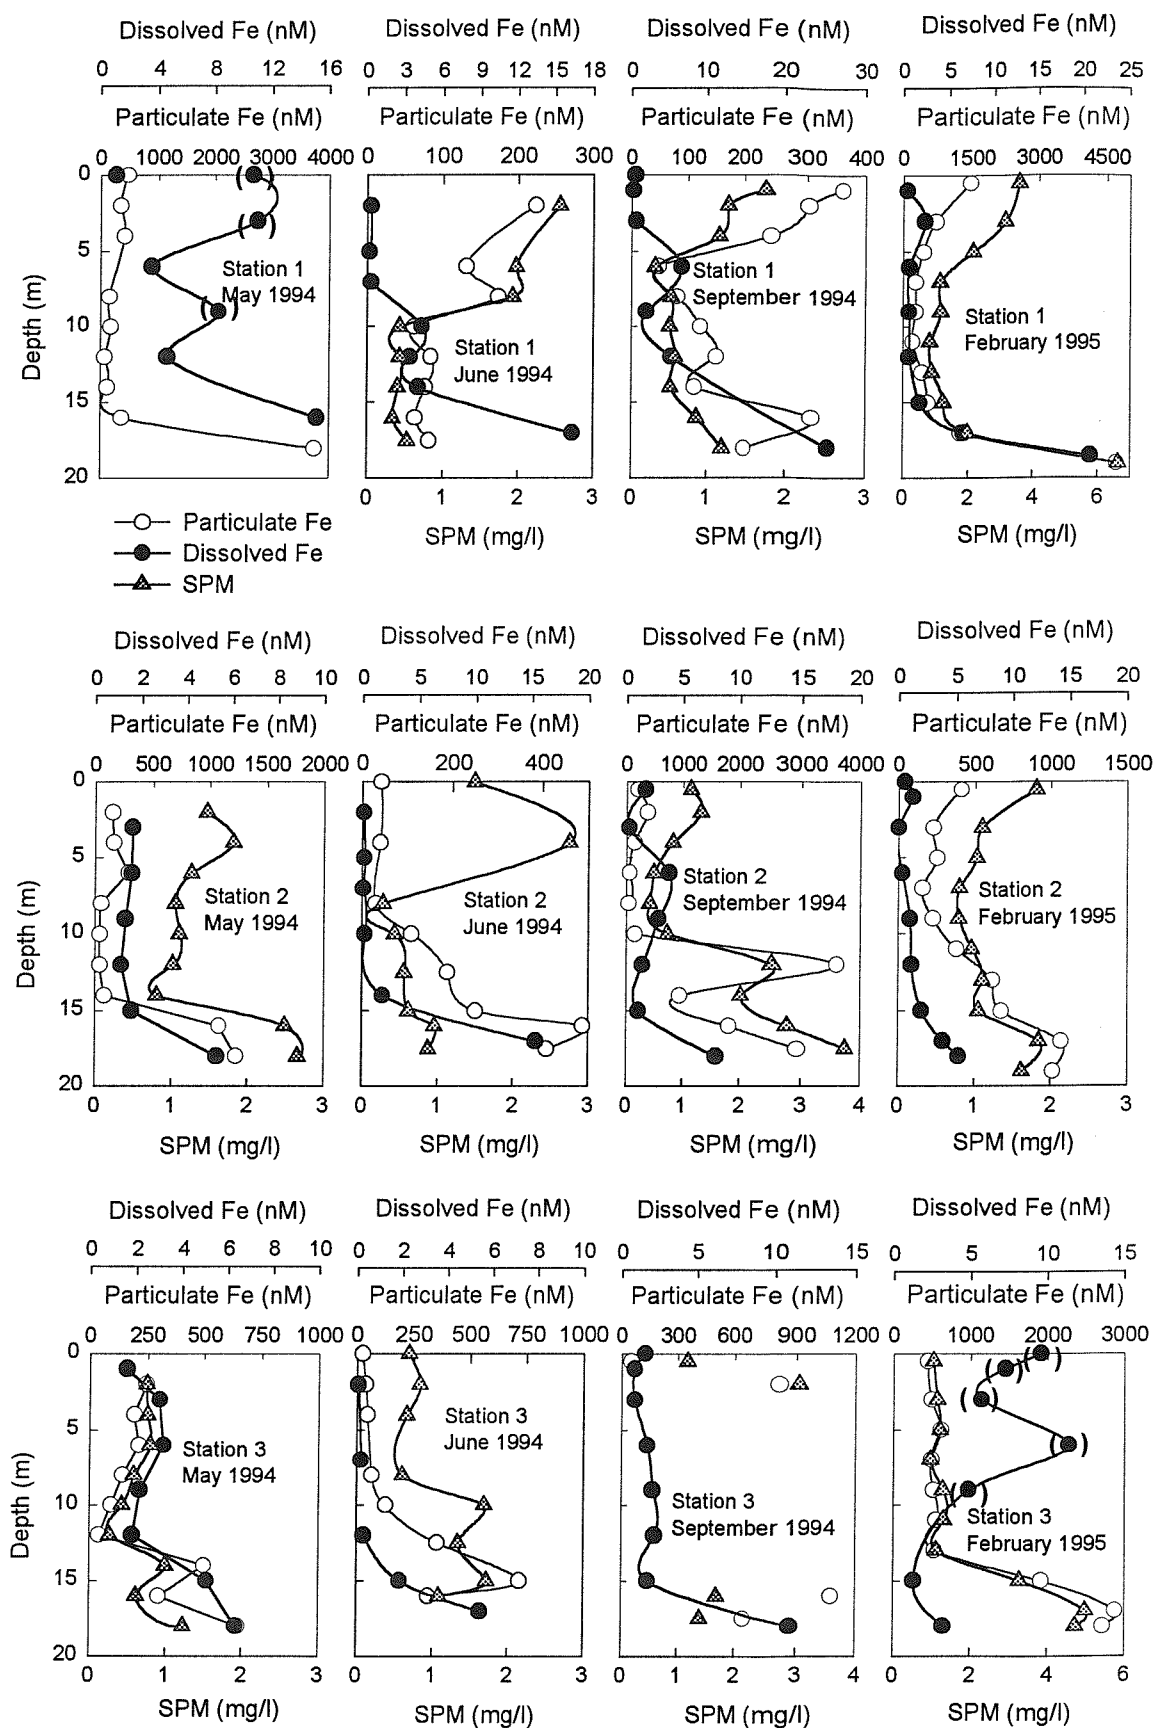 Dissolved Fe (nM) Dissolved Fe (nM) Dissolved Fe (nM) Dissolved Fe (nM)
0 4 8 12 16 0 3 6 9 12 15 18 0 10 20 30 0 5 10 15 20 25
Particulate Fe (nM) Particulate Fe (nM) Particulate Fe (nM) Particulate Fe (nM)
0 1000 2000 3000 4000 0 100 200 300 0 100 200 300 400 0 1500 3000 4500
0
5
10
15
20
Depth (m)
Station 1
May 1994
Station 1
June 1994
Station 1
September 1994
Station 1
February 1995
0 1 2 3 0 1 2 3 0 2 4 6
SPM (mg/l) SPM (mg/l) SPM (mg/l)
Particulate Fe
Dissolved Fe
SPM
Dissolved Fe (nM) Dissolved Fe (nM) Dissolved Fe (nM) Dissolved Fe (nM)
0 2 4 6 8 10 0 5 10 15 20 0 5 10 15 20 0 5 10 15 20
Particulate Fe (nM) Particulate Fe (nM) Particulate Fe (nM) Particulate Fe (nM)
0 500 1000 1500 2000 0 200 400 0 1000 2000 3000 4000 0 500 1000 1500
0
5
10
15
20
Depth (m)
Station 2
May 1994
Station 2
June 1994
Station 2
September 1994
Station 2
February 1995
0 1 2 3 0 1 2 3 0 1 2 3 4 0 1 2 3
SPM (mg/l) SPM (mg/l) SPM (mg/l) SPM (mg/l)
Dissolved Fe (nM) Dissolved Fe (nM) Dissolved Fe (nM) Dissolved Fe (nM)
0 2 4 6 8 10 0 2 4 6 8 10 0 3 7 10 13 0 5 10 15
Particulate Fe (nM) Particulate Fe (nM) Particulate Fe (nM) Particulate Fe (nM)
0 250 500 750 1000 0 250 500 750 1000 0 300 600 900 1200 0 1000 2000 3000
0
5
10
15
20
Depth (m)
Station 3
May 1994
Station 3
June 1994
Station 3
September 1994
Station 3
February 1995
0 1 2 3 0 1 2 3 0 1 2 3 4 0 2 4 6
SPM (mg/l) SPM (mg/l) SPM (mg/l) SPM (mg/l)